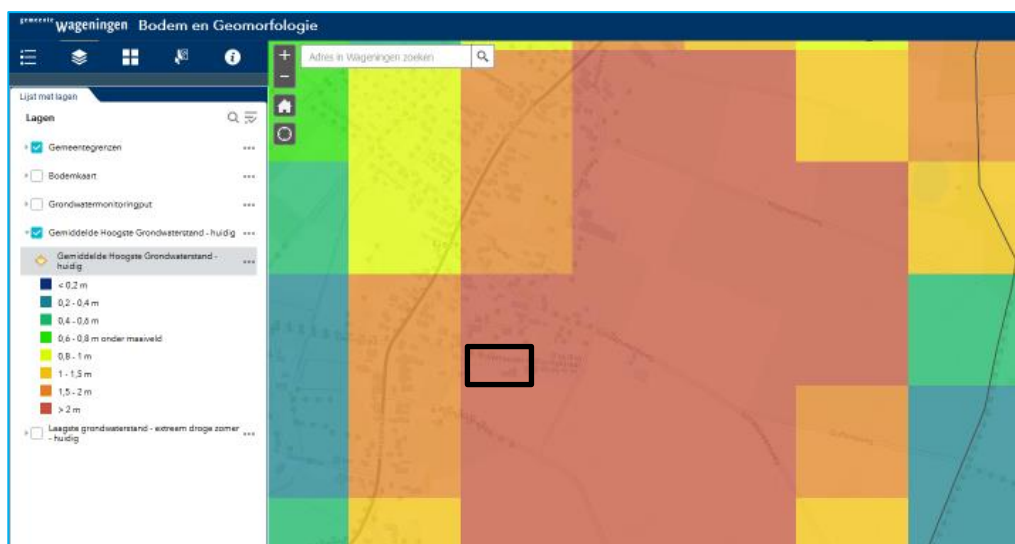 gemeente Wageningen Bodem en Geomorfologie
Adres in Wageningen zoeken
Lijst met lagen
Lagen
Gemeentegrenzen
Bodemkaart
Grondwatermonitoringput
Gemiddelde Hoogste Grondwaterstand - huidig
Gemiddelde Hoogste Grondwaterstand -
huidig
< 0,2 m
0,2 - 0,4 m
0,4 - 0,6 m
0,6 - 0,8 m onder maaiveld
0,8 - 1 m
1 - 1,5 m
1,5 - 2 m
> 2 m
Laagste grondwaterstand - extreem droge zomer
- huidig